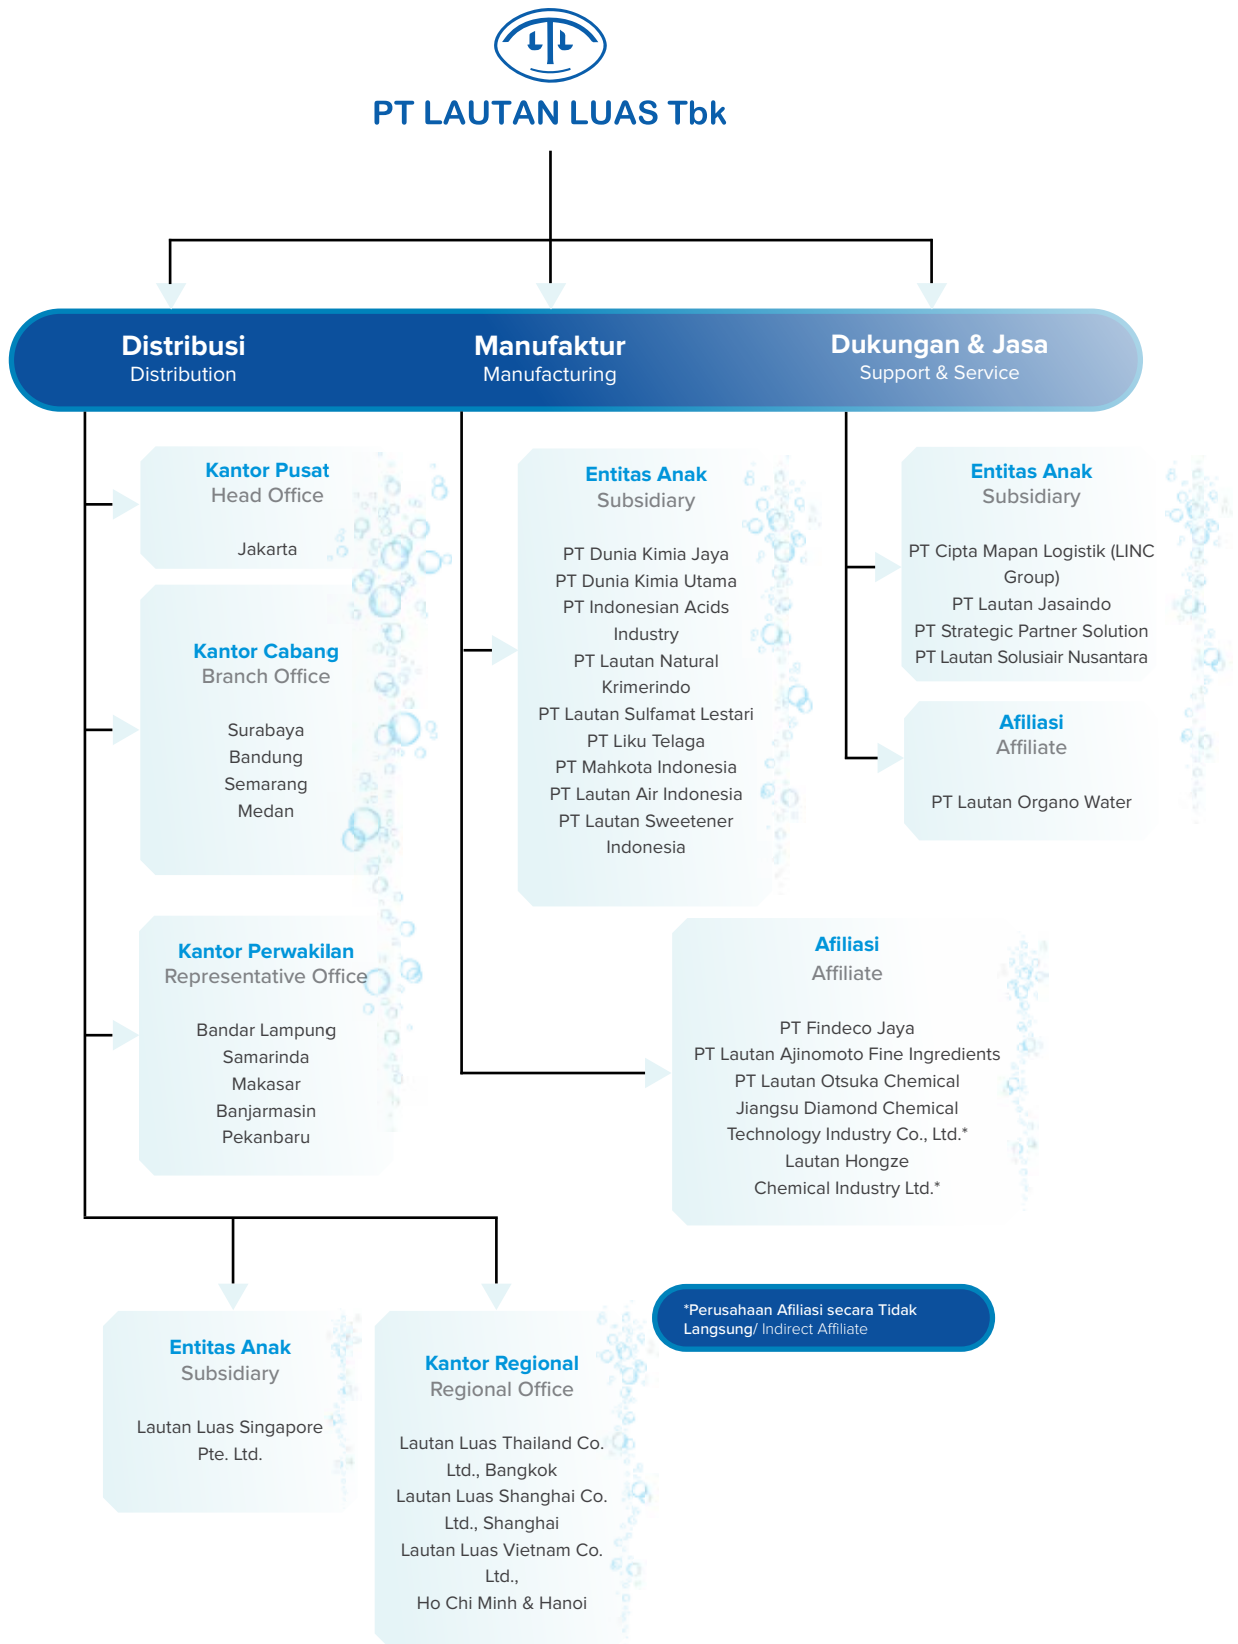 PT LAUTAN LUAS Tbk
Distribusi
Distribution
Manufaktur
Manufacturing
Dukungan & Jasa
Support & Service
Kantor Pusat
Head Office
Jakarta
Kantor Cabang
Branch Office
Surabaya
Bandung
Semarang
Medan
Kantor Perwakilan
Representative Office
Bandar Lampung
Samarinda
Makasar
Banjarmasin
Pekanbaru
Entitas Anak
Subsidiary
Lautan Luas Singapore
Pte. Ltd.
Kantor Regional
Regional Office
Lautan Luas Thailand Co.
Ltd., Bangkok
Lautan Luas Shanghai Co.
Ltd., Shanghai
Lautan Luas Vietnam Co.
Ltd.,
Ho Chi Minh & Hanoi
Entitas Anak
Subsidiary
PT Dunia Kimia Jaya
PT Dunia Kimia Utama
PT Indonesian Acids
Industry
PT Lautan Natural
Krimerindo
PT Lautan Sulfamat Lestari
PT Liku Telaga
PT Mahkota Indonesia
PT Lautan Air Indonesia
PT Lautan Sweetener
Indonesia
Afiliasi
Affiliate
PT Findeco Jaya
PT Lautan Ajinomoto Fine Ingredients
PT Lautan Otsuka Chemical
Jiangsu Diamond Chemical
Technology Industry Co., Ltd.*
Lautan Hongze
Chemical Industry Ltd.*
Entitas Anak
Subsidiary
PT Cipta Mapan Logistik (LINC
Group)
PT Lautan Jasaindo
PT Strategic Partner Solution
PT Lautan Solusiair Nusantara
Afiliasi
Affiliate
PT Lautan Organo Water
*Perusahaan Afiliasi secara Tidak
Langsung/ Indirect Affiliate